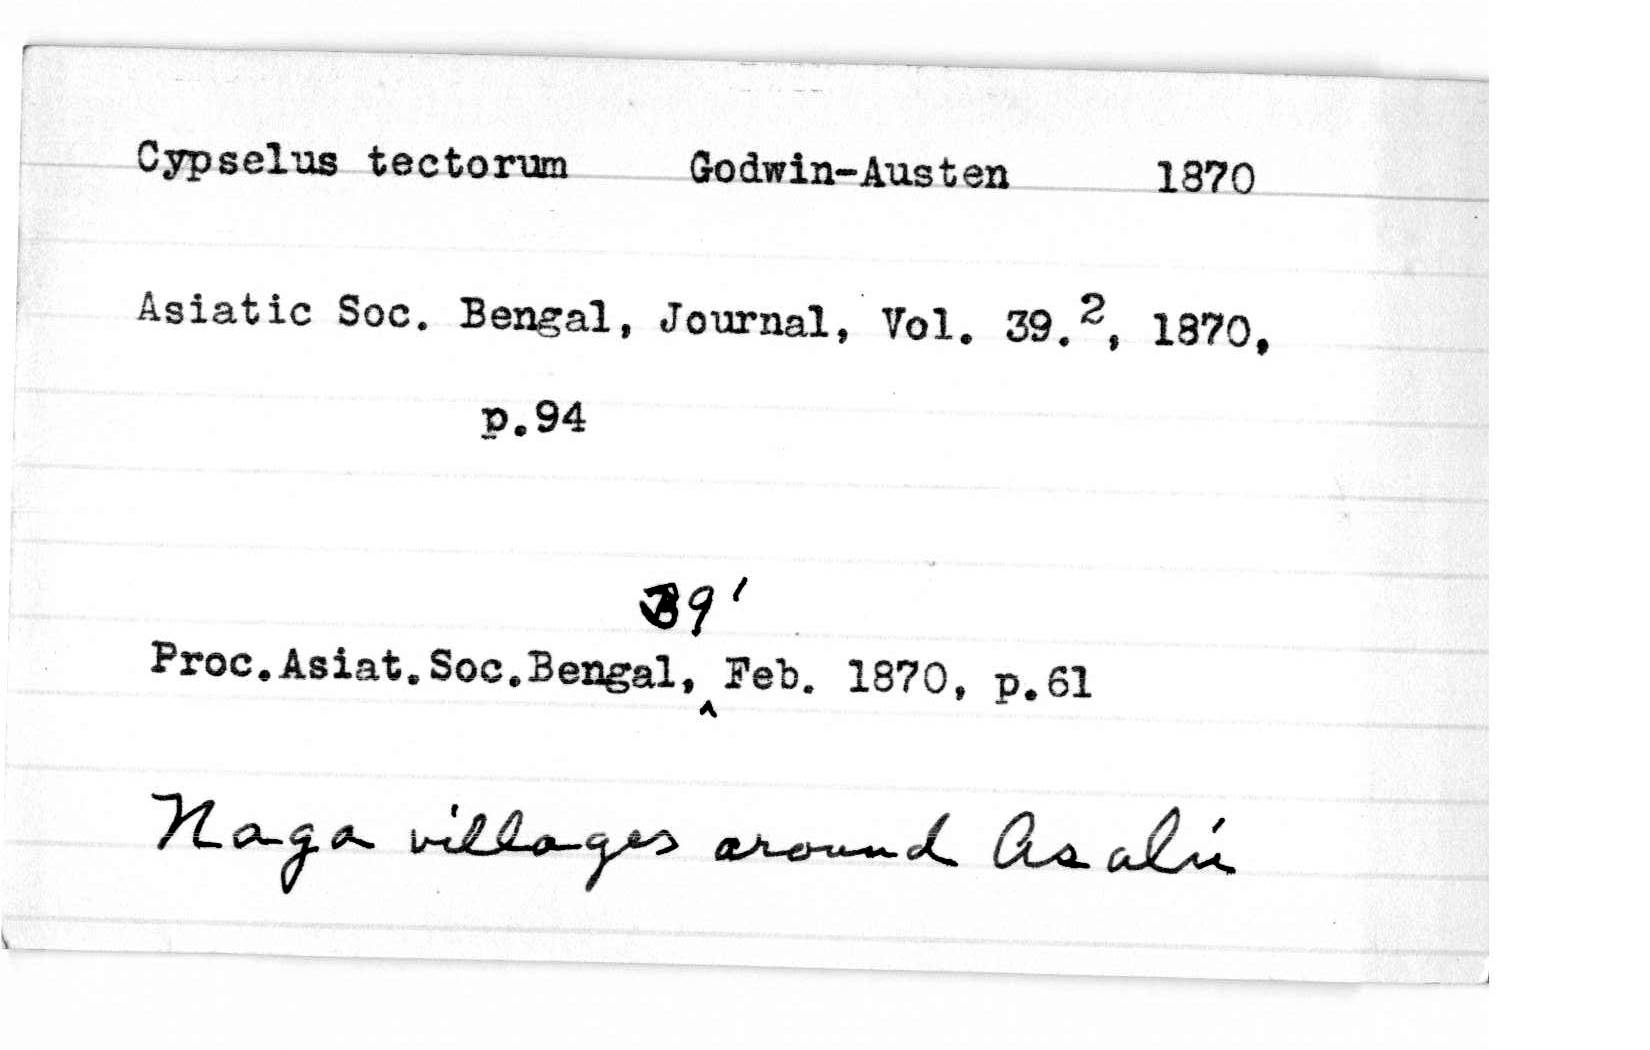 Cypselus tectorum Godwin-Austen 1870
Asiatic Soc. Bengal, Journal, Vol. 39.², 1870,
p.94
39'
Proc.Asiat.Soc.Bengal,^ Feb. 1870, p.61
Naga villages around Asalú